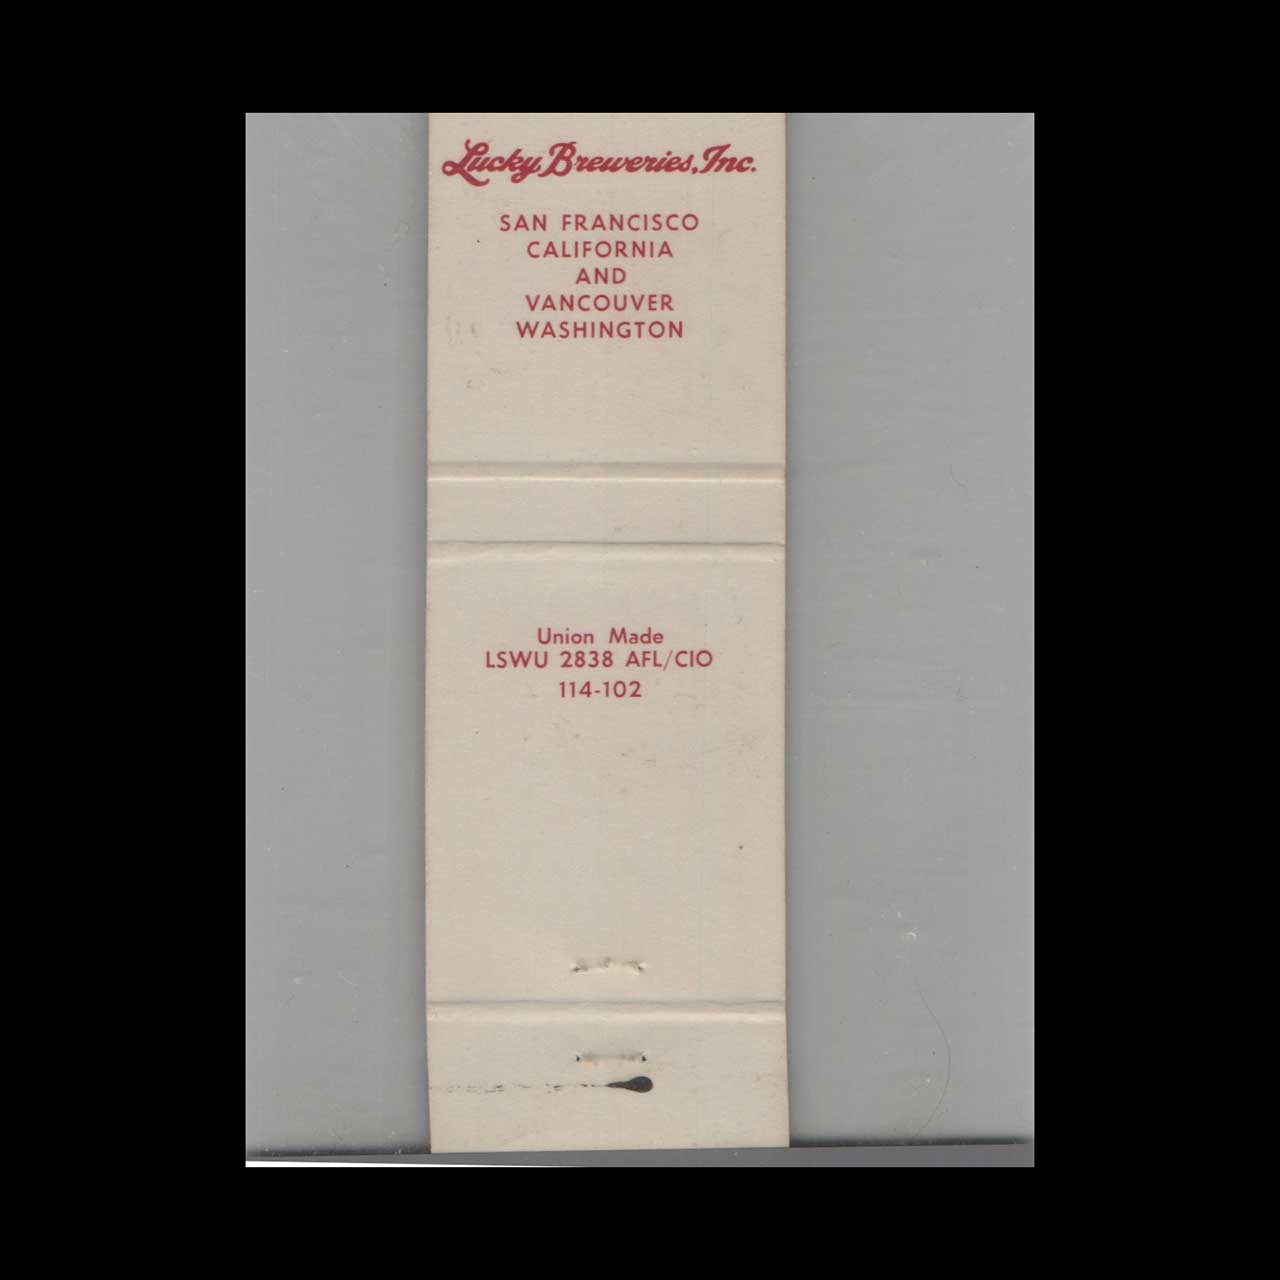 Lucky Breweries, Inc.
SAN FRANCISCO
CALIFORNIA
AND
VANCOUVER
WASHINGTON
Union Made
LSWU 2838 AFL/CIO
114-102